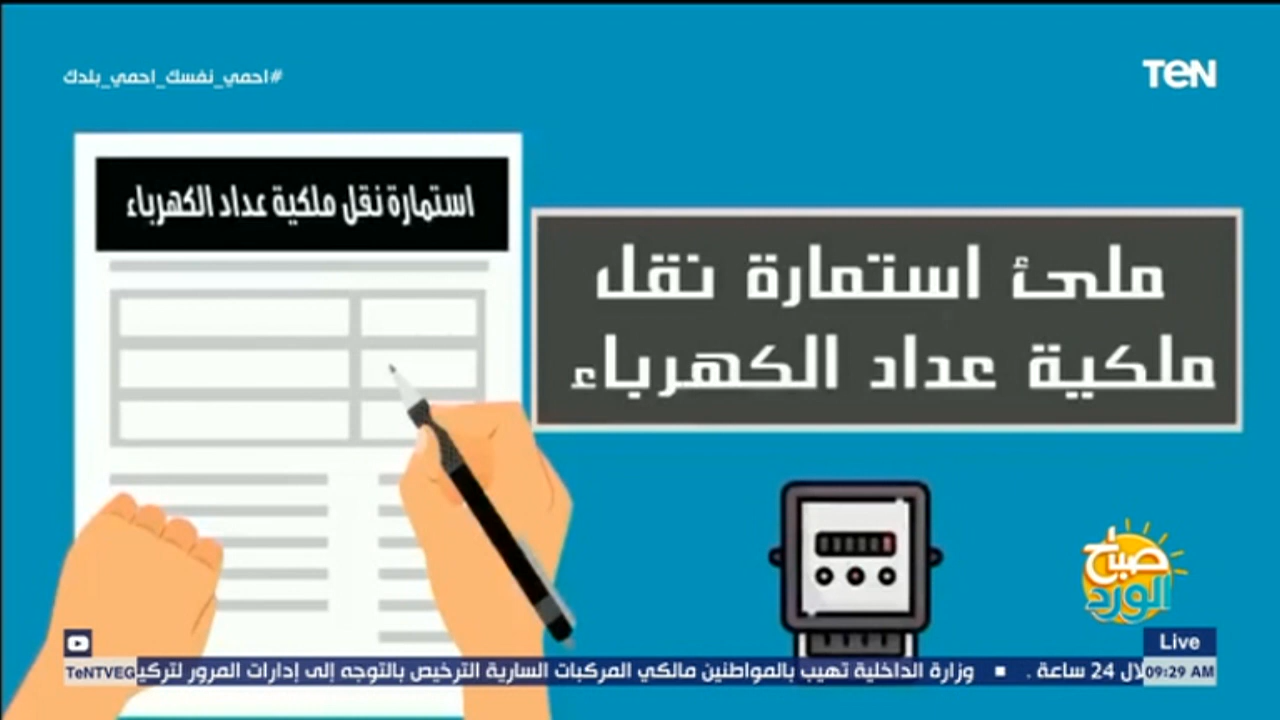 #احمي_نفسك_احمي_بلدك
TeN
استمارة نقل ملكية عداد الكهرباء
ملئ استمارة نقل
ملكية عداد الكهرباء
صباح
الورد
Live
TeNTVEG
24 ساعة . ■ وزارة الداخلية تهيب بالمواطنين مالكي المركبات السارية الترخيص بالتوجه إلى إدارات المرور
09:29 AM